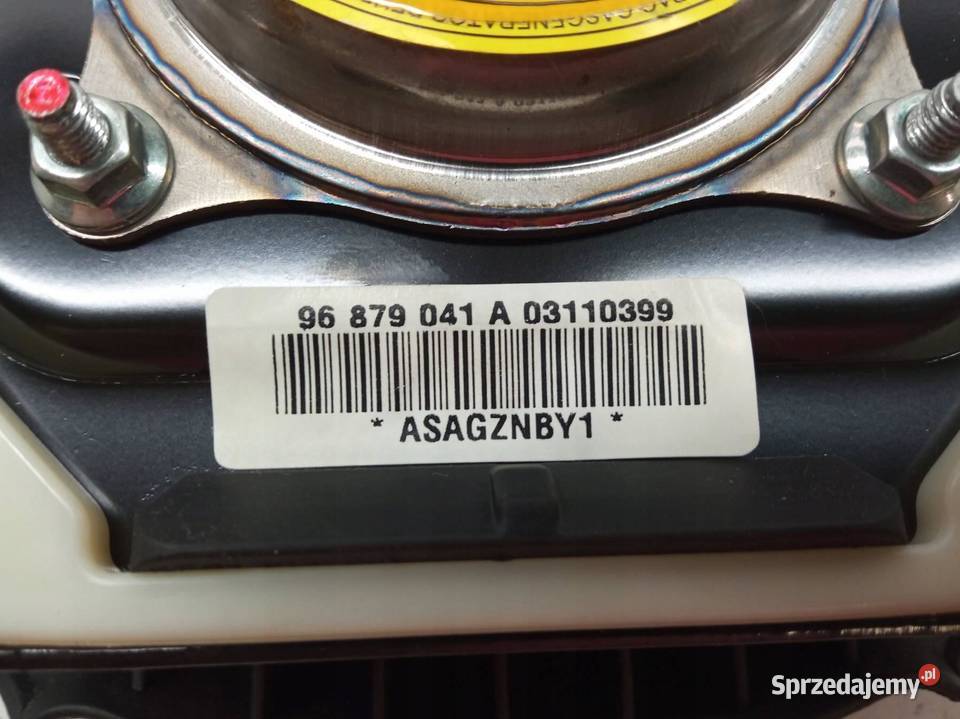 96 879 041 A 03110399
* ASAGZNBY1 *
Sprzedajemy.pl